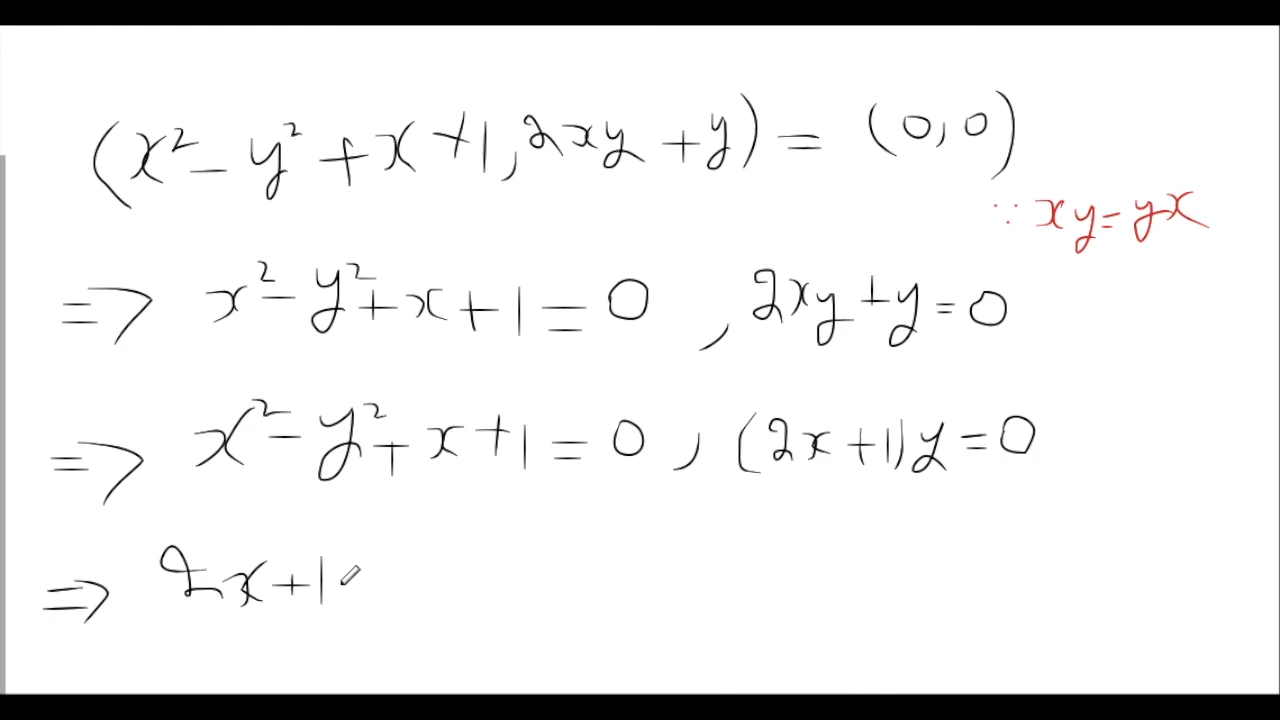 (x² - y² + x + 1, 2xy + y) = (0, 0)
∵ xy = yx
=> x² - y² + x + 1 = 0 , 2xy + y = 0
=> x² - y² + x + 1 = 0 , (2x + 1)y = 0
=> 2x + 1